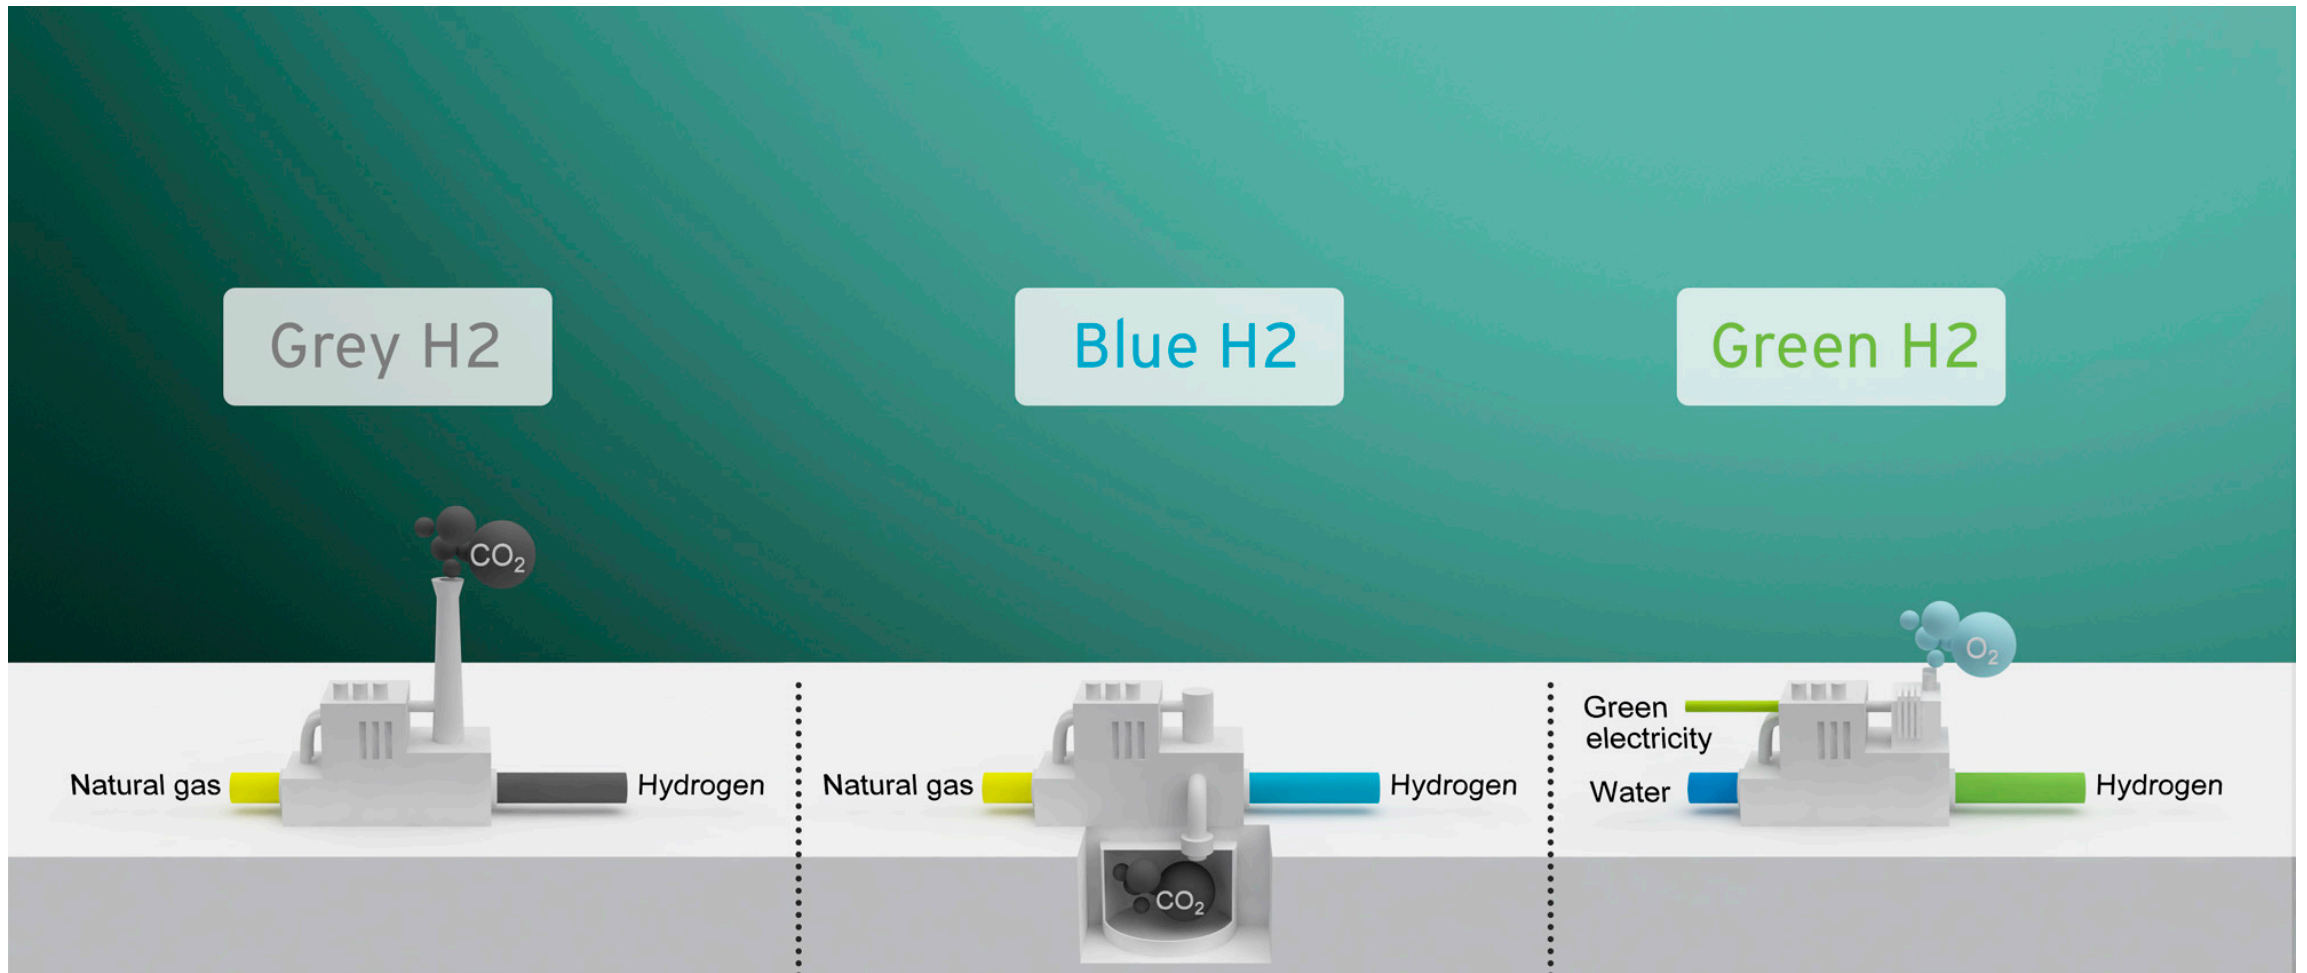 Grey H2
Blue H2
Green H2
CO₂
O₂
Natural gas
Hydrogen
Natural gas
Hydrogen
Green
electricity
Water
Hydrogen
CO₂